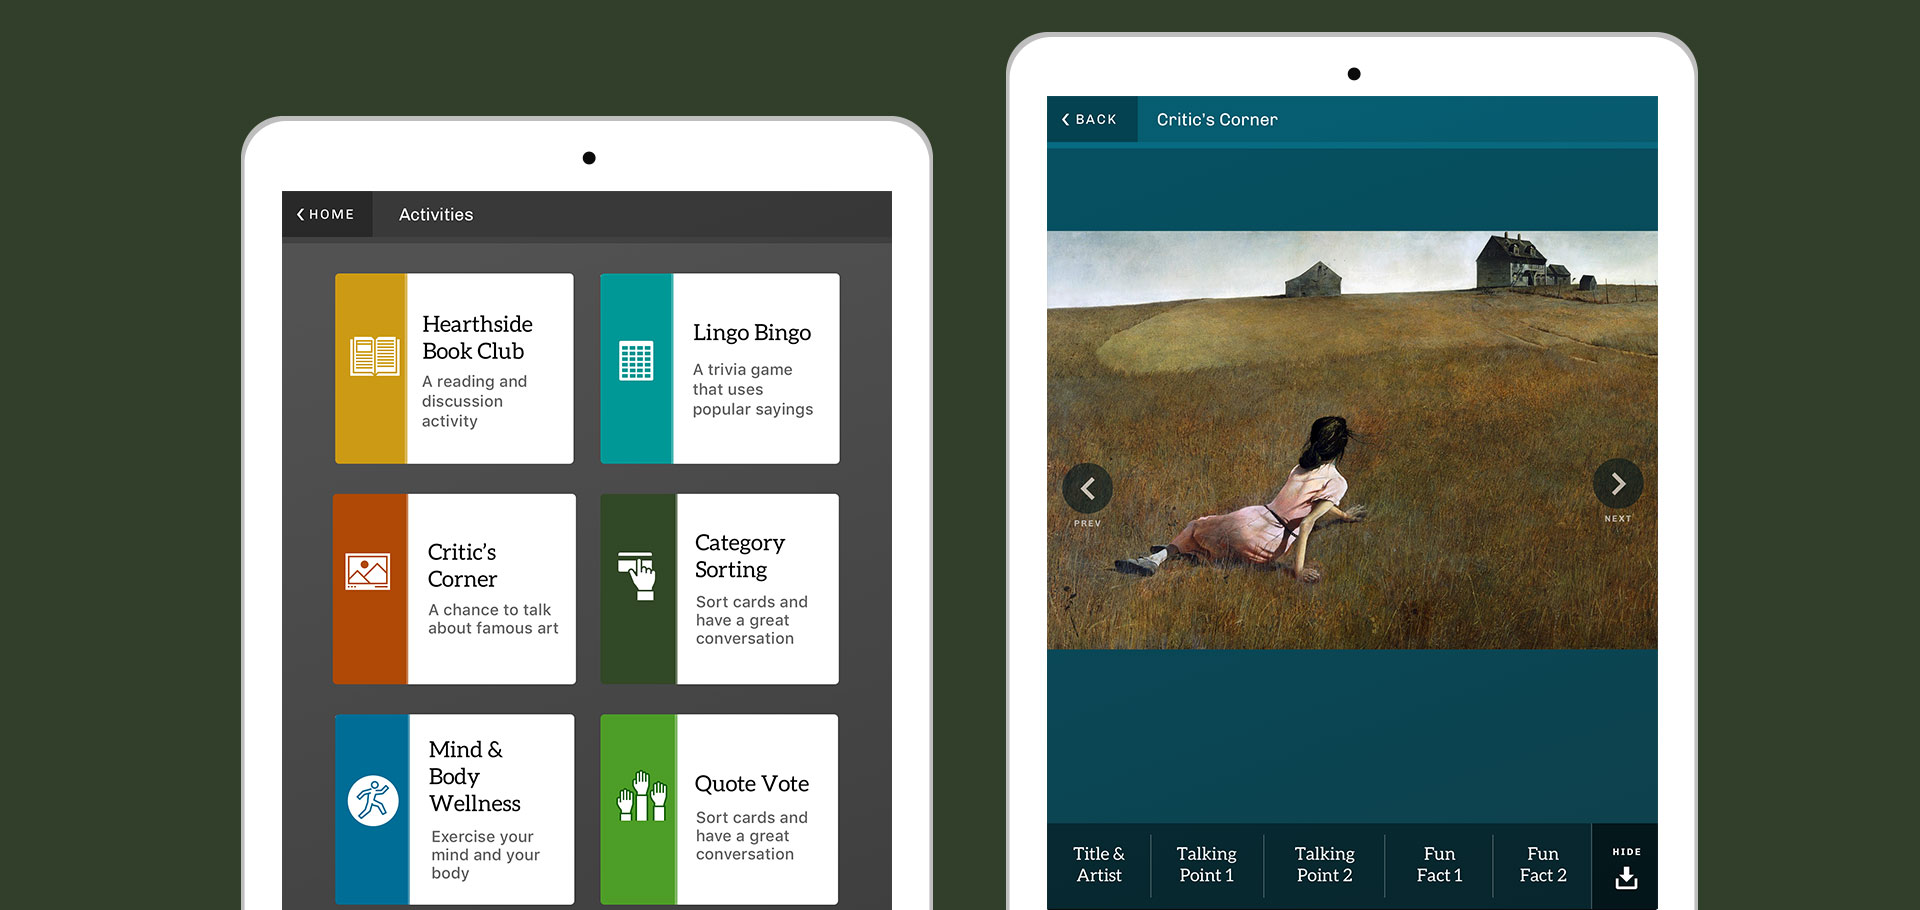 HOME
Activities
Hearthside
Book Club
A reading and
discussion
activity
Lingo Bingo
A trivia game
that uses
popular sayings
Critic's
Corner
A chance to talk
about famous art
Category
Sorting
Sort cards and
have a great
conversation
Mind &
Body
Wellness
Exercise your
mind and your
body
Quote Vote
Sort cards and
have a great
conversation
BACK
Critic's Corner
PREV
NEXT
Title &
Artist
Talking
Point 1
Talking
Point 2
Fun
Fact 1
Fun
Fact 2
HIDE